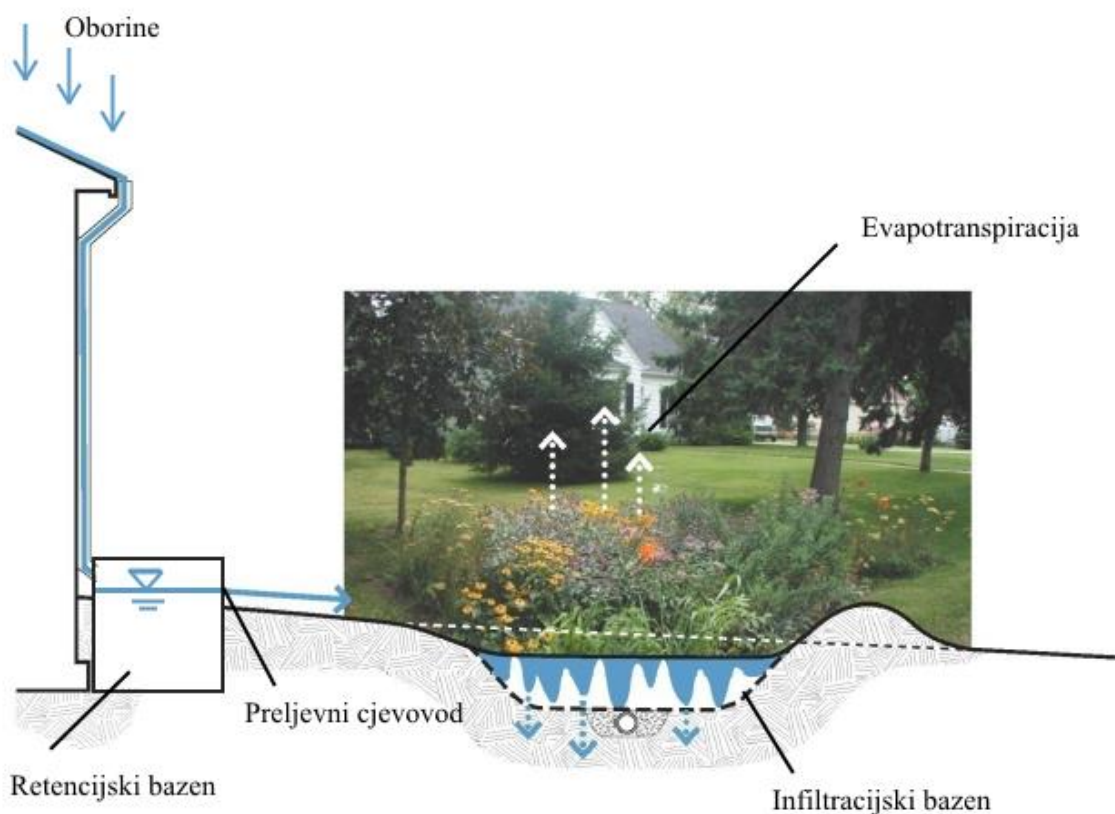 Oborine
Evapotranspiracija
Preljevni cjevovod
Retencijski bazen
Infiltracijski bazen